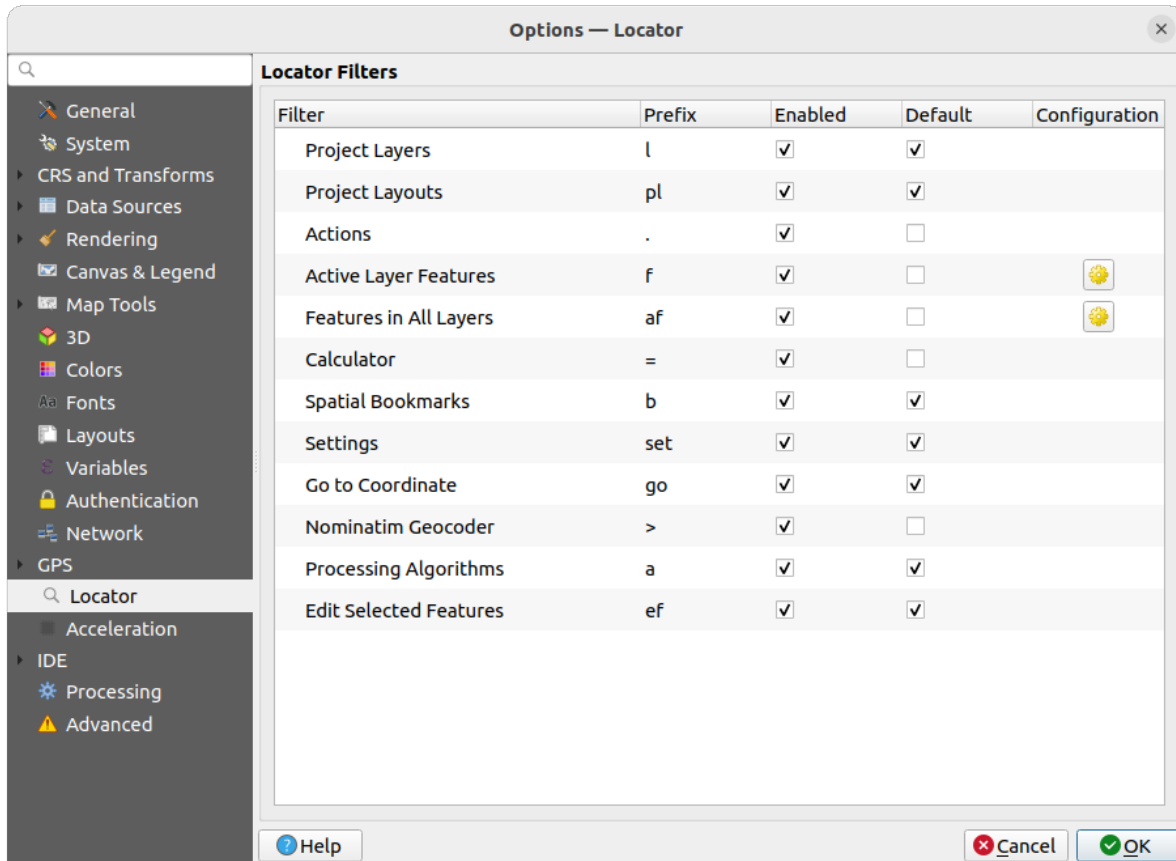 Options — Locator
Locator Filters
General
System
CRS and Transforms
Data Sources
Rendering
Canvas & Legend
Map Tools
3D
Colors
Aa Fonts
Layouts
ε Variables
Authentication
Network
GPS
Locator
Acceleration
IDE
Processing
Advanced
Filter Prefix Enabled Default Configuration
Project Layers l
Project Layouts pl
Actions .
Active Layer Features f
Features in All Layers af
Calculator =
Spatial Bookmarks b
Settings set
Go to Coordinate go
Nominatim Geocoder >
Processing Algorithms a
Edit Selected Features ef
? Help Cancel OK